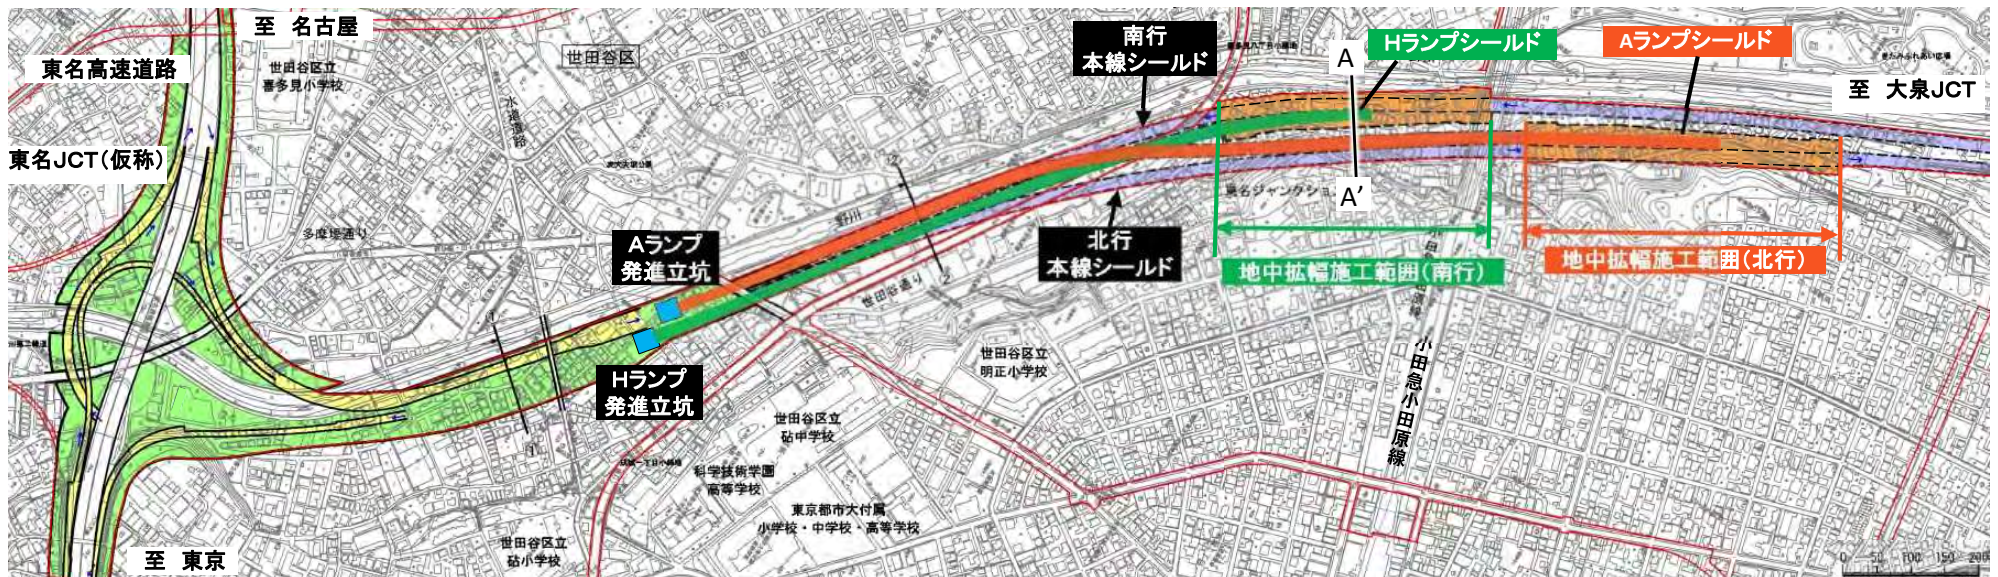 至 名古屋
東名高速道路
世田谷区立
喜多見小学校
世田谷区
水道道路
南行
本線シールド
A
Hランプシールド
Aランプシールド
至 大泉JCT
東名JCT(仮称)
多摩堤通り
野川
2
A'
東名ジャンクション
Aランプ
発進立坑
北行
本線シールド
世田谷通り
2
地中拡幅施工範囲(南行)
地中拡幅施工範囲(北行)
1
Hランプ
発進立坑
世田谷区立
明正小学校
小田急小田原線
1
世田谷区立
砧中学校
科学技術学園
高等学校
東京都市大付属
小学校・中学校・高等学校
世田谷区立
砧小学校
至 東京
0 50 100 150 200